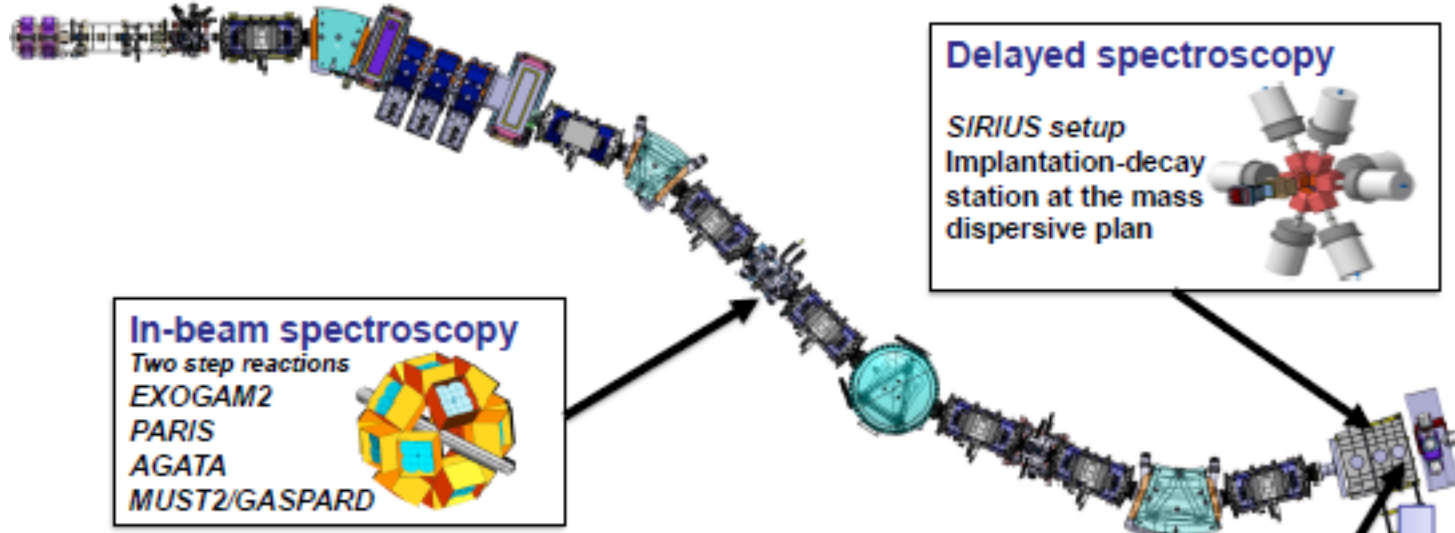 Delayed spectroscopy
SIRIUS setup
Implantation-decay
station at the mass
dispersive plan
In-beam spectroscopy
Two step reactions
EXOGAM2
PARIS
AGATA
MUST2/GASPARD